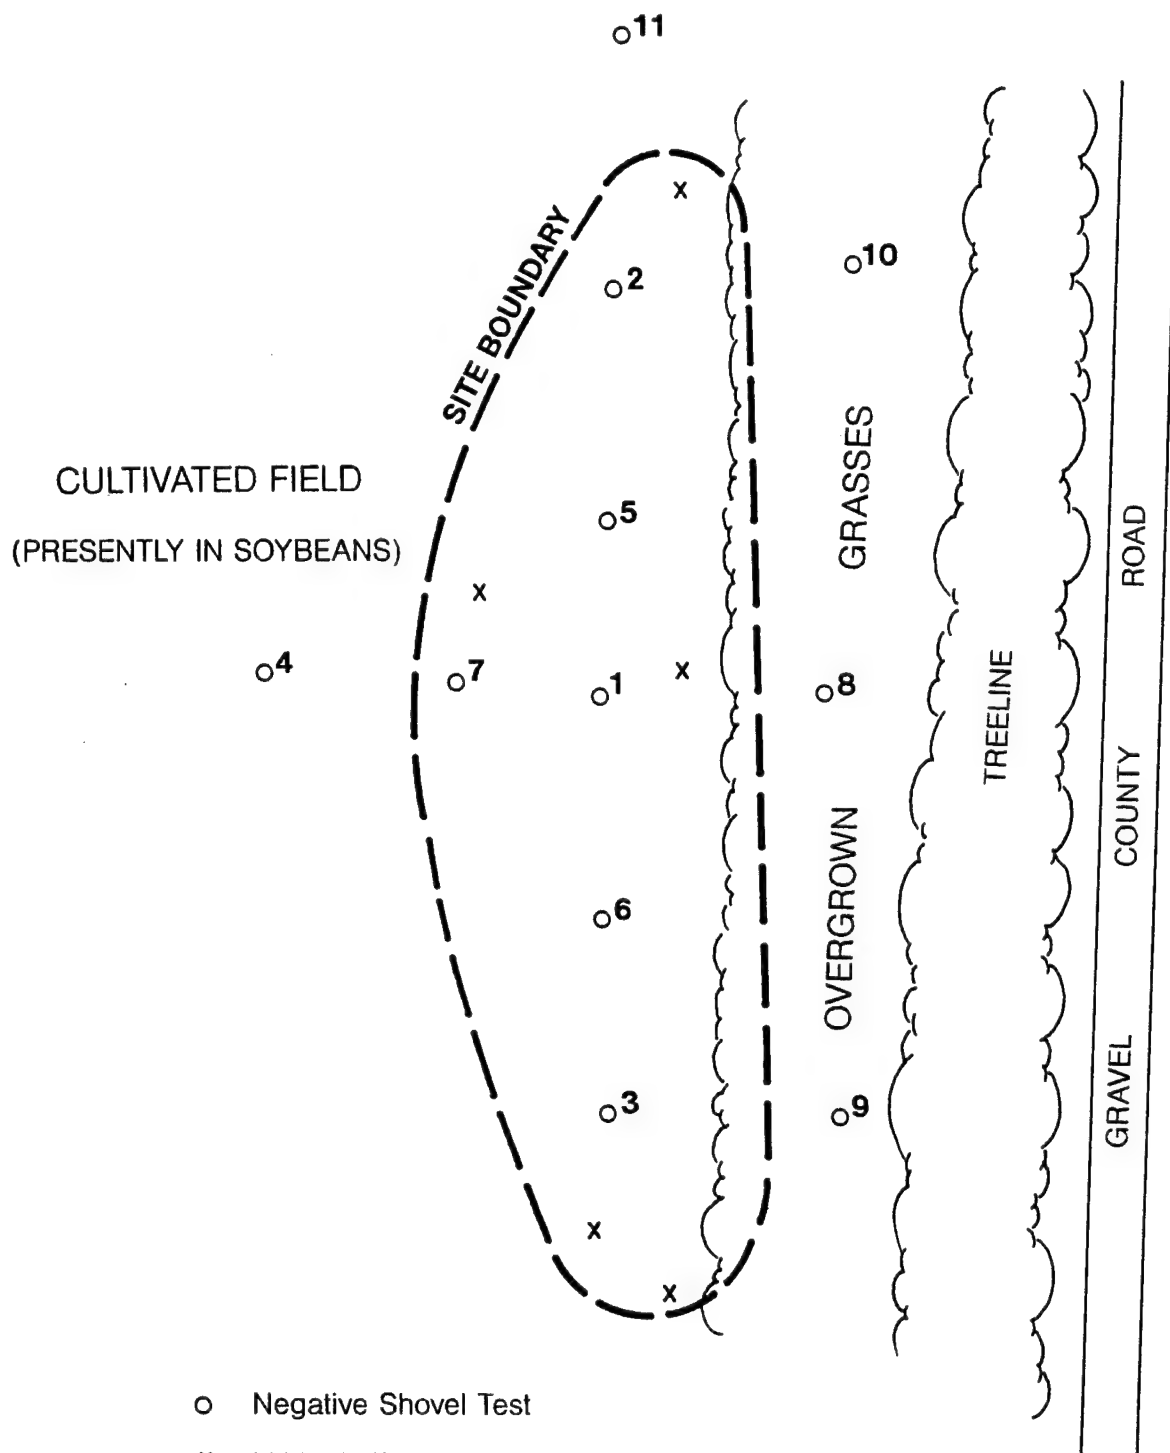 11
x
10
2
SITE BOUNDARY
GRASSES
CULTIVATED FIELD
5
(PRESENTLY IN SOYBEANS)
ROAD
x
4
7
1
x
8
TREELINE
COUNTY
6
OVERGROWN
3
9
GRAVEL
x
x
Negative Shovel Test